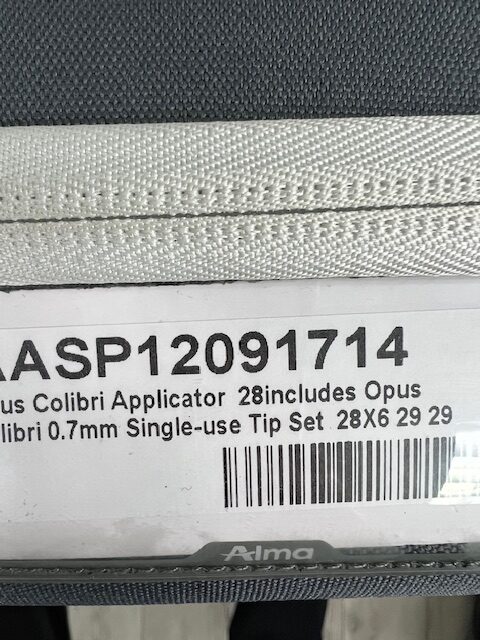 AASP12091714
us Colibri Applicator 28includes Opus
libri 0.7mm Single-use Tip Set 28X6 29 29
Alma